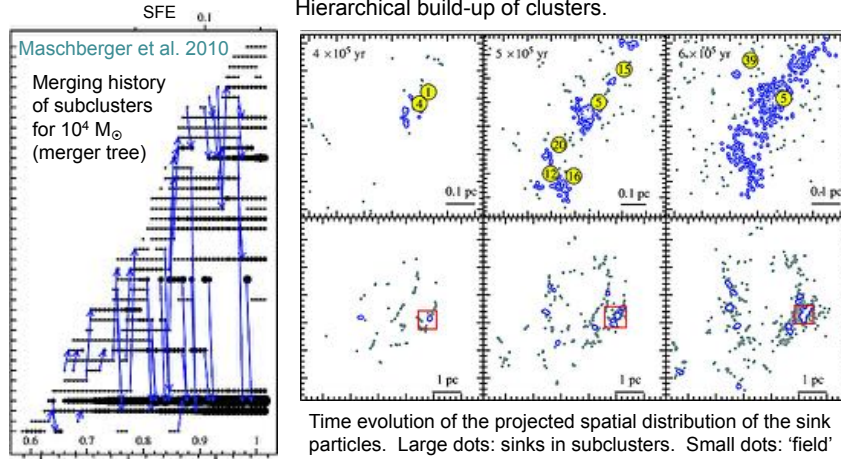 Hierarchical build-up of clusters.
SFE
0.1
Maschberger et al. 2010
Merging history
of subclusters
for 10⁴ M☉
(merger tree)
0.6 0.7 0.8 0.9 1
4 ×10⁵ yr
1
4
0.1 pc
5 ×10⁵ yr
15
5
20
12
16
0.1 pc
6 ×10⁵ yr
39
5
0.1 pc
1 pc
1 pc
1 pc
Time evolution of the projected spatial distribution of the sink
particles. Large dots: sinks in subclusters. Small dots: ‘field’